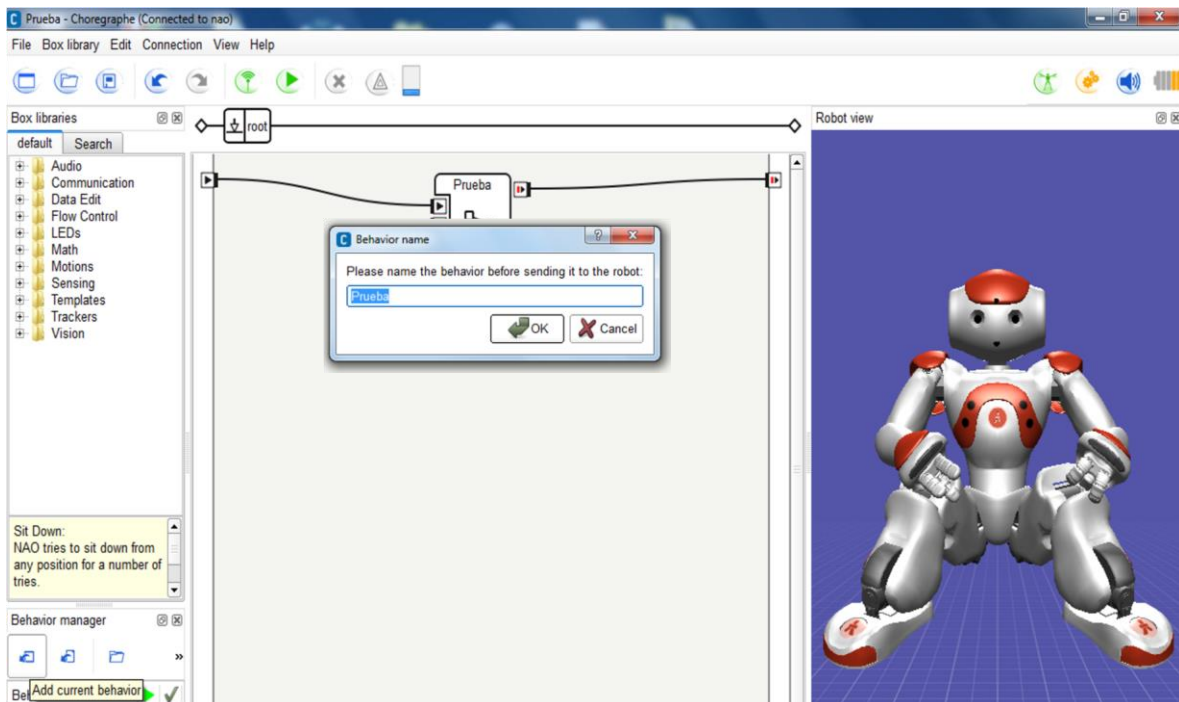 Prueba - Choregraphe (Connected to nao)
File Box library Edit Connection View Help
Box libraries
default Search
Audio
Communication
Data Edit
Flow Control
LEDs
Math
Motions
Sensing
Templates
Trackers
Vision
Sit Down:
NAO tries to sit down from
any position for a number of
tries.
Behavior manager
»
Add current behavior
root
Prueba
Behavior name
Please name the behavior before sending it to the robot:
Prueba
OK Cancel
Robot view